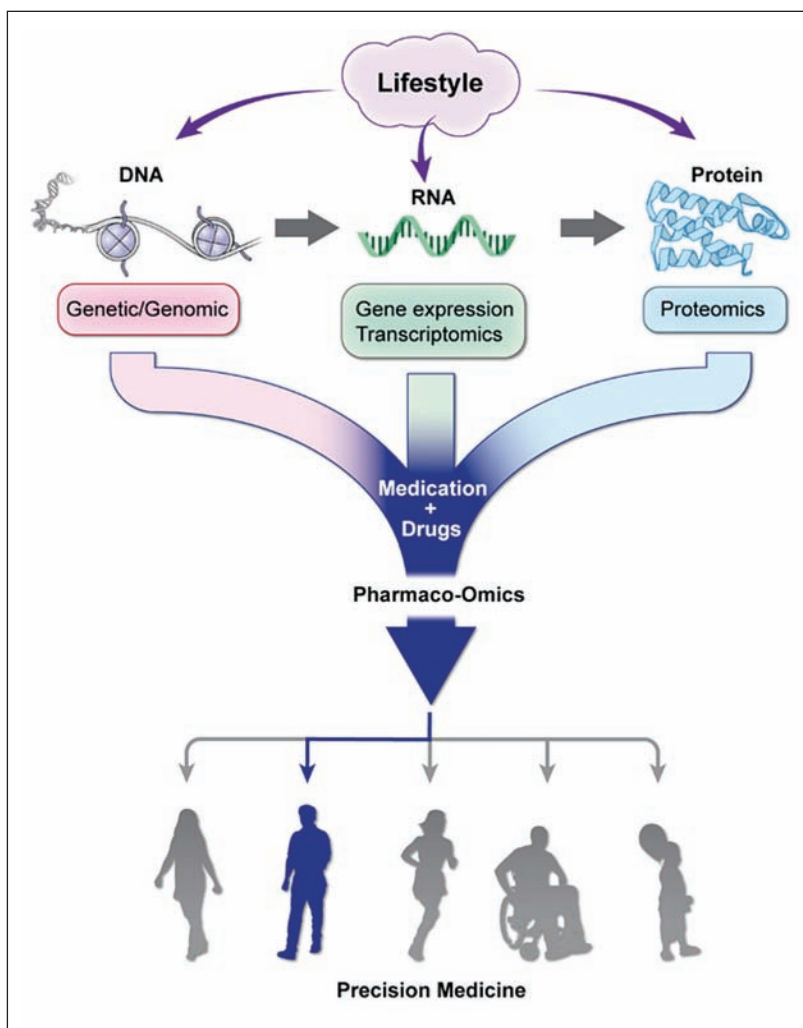 Lifestyle
DNA
RNA
Protein
Genetic/Genomic
Gene expression
Transcriptomics
Proteomics
Medication
+
Drugs
Pharmaco-Omics
Precision Medicine